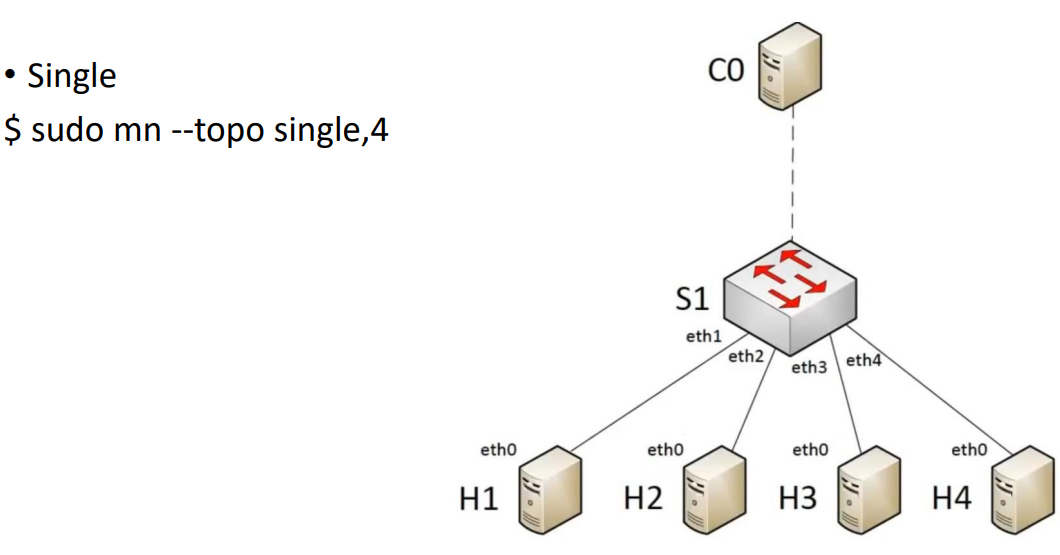 • Single
$ sudo mn --topo single,4
C0
S1
eth1
eth2
eth3
eth4
eth0
eth0
eth0
eth0
H1
H2
H3
H4